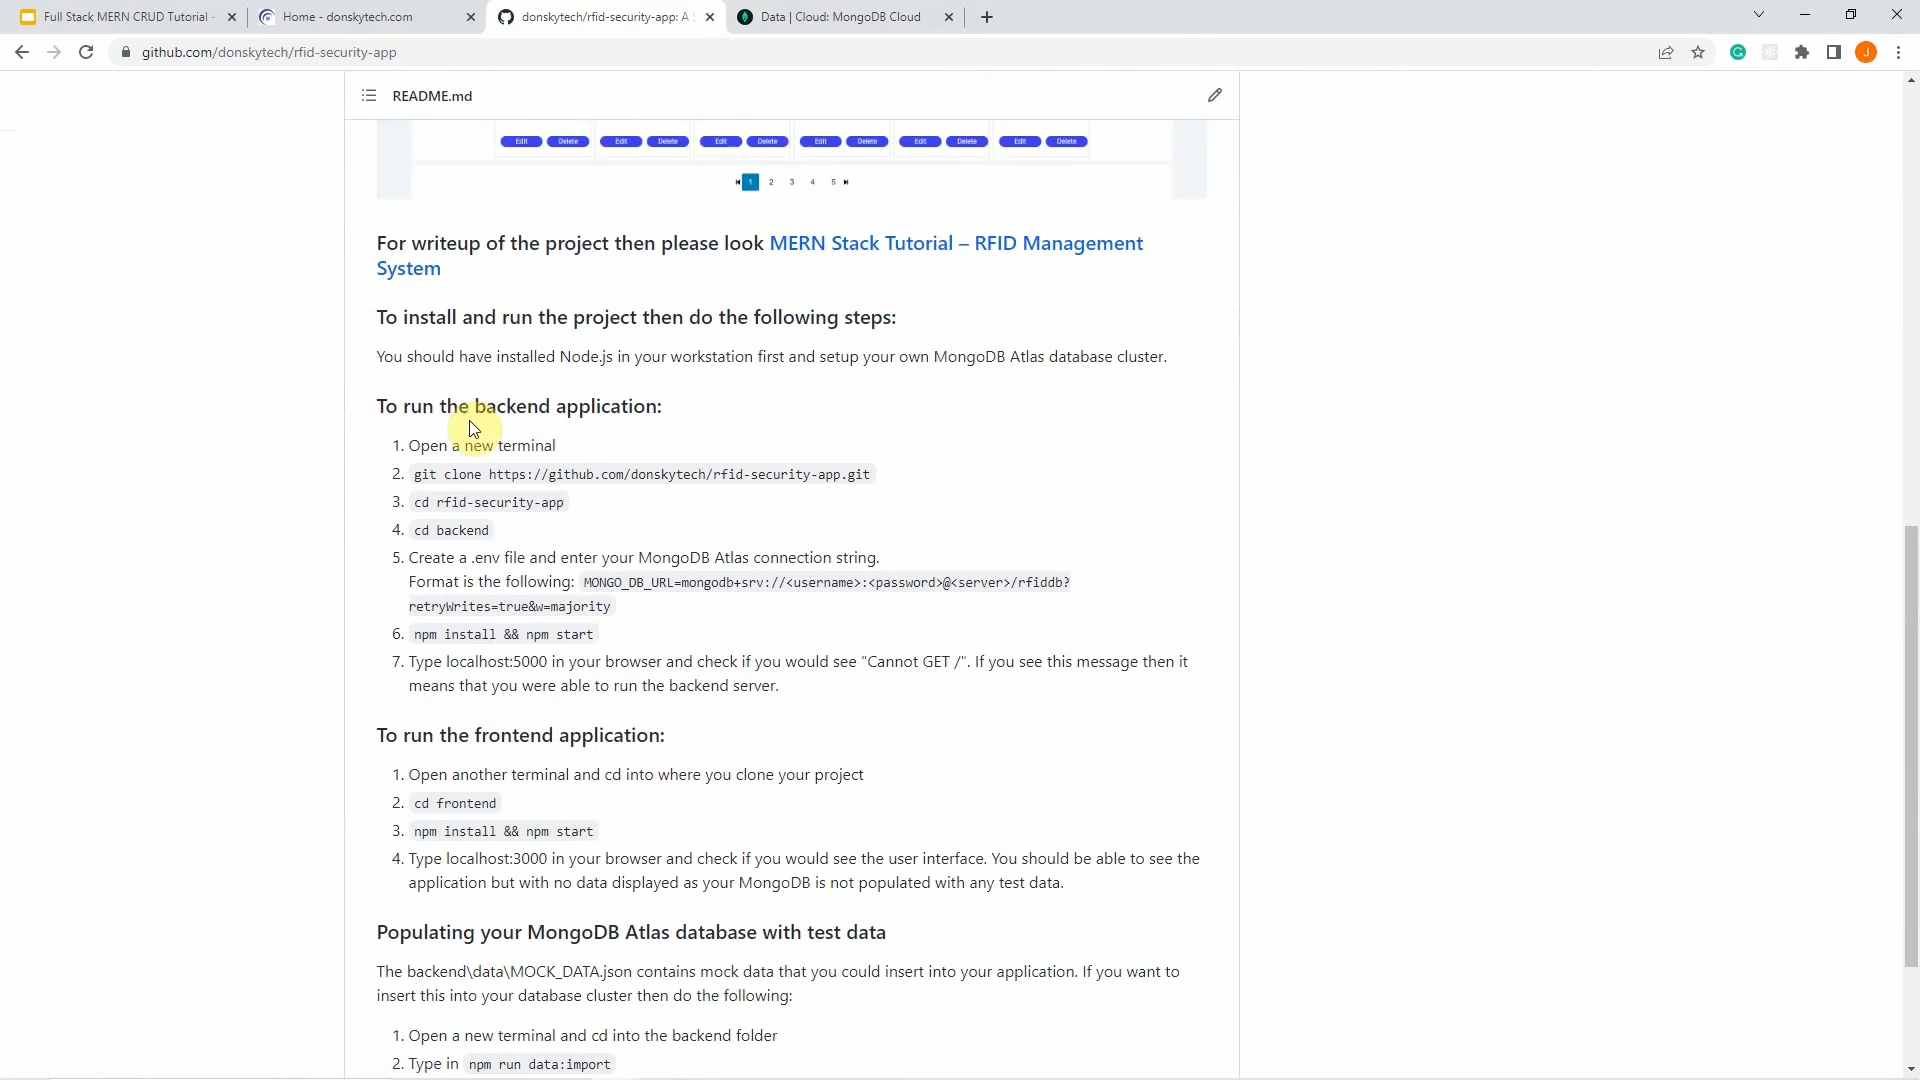 Full Stack MERN CRUD Tutorial -
Home - donskytech.com
donskytech/rfid-security-app: A
Data | Cloud: MongoDB Cloud
github.com/donskytech/rfid-security-app
J
README.md
Edit Delete Edit Delete Edit Delete Edit Delete Edit Delete Edit Delete
1 2 3 4 5
For writeup of the project then please look MERN Stack Tutorial – RFID Management
System
To install and run the project then do the following steps:
You should have installed Node.js in your workstation first and setup your own MongoDB Atlas database cluster.
To run the backend application:
1. Open a new terminal
2. git clone https://github.com/donskytech/rfid-security-app.git
3. cd rfid-security-app
4. cd backend
5. Create a .env file and enter your MongoDB Atlas connection string.
Format is the following: MONGO_DB_URL=mongodb+srv://<username>:<password>@<server>/rfiddb?
retryWrites=true&w=majority
6. npm install && npm start
7. Type localhost:5000 in your browser and check if you would see "Cannot GET /". If you see this message then it
means that you were able to run the backend server.
To run the frontend application:
1. Open another terminal and cd into where you clone your project
2. cd frontend
3. npm install && npm start
4. Type localhost:3000 in your browser and check if you would see the user interface. You should be able to see the
application but with no data displayed as your MongoDB is not populated with any test data.
Populating your MongoDB Atlas database with test data
The backend\data\MOCK_DATA.json contains mock data that you could insert into your application. If you want to
insert this into your database cluster then do the following:
1. Open a new terminal and cd into the backend folder
2. Type in npm run data:import